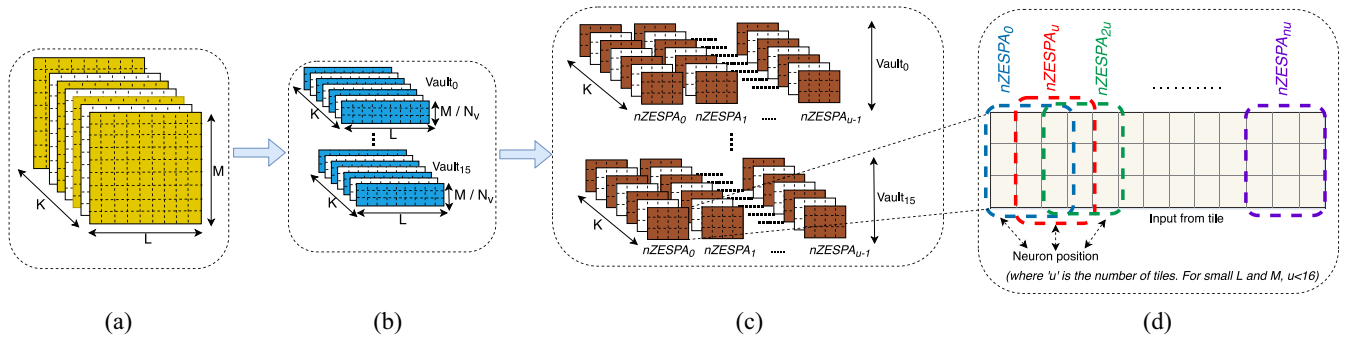 K
L
M
Vault0
K
L
M / Nv
Vault15
K
L
M / Nv
Vault0
K
nZESPA0 nZESPA1 .... nZESPAu-1
Vault15
K
nZESPA0 nZESPA1 .... nZESPAu-1
nZESPA0
nZESPAu
nZESPA2u
nZESPAnu
Input from tile
Neuron position
(where 'u' is the number of tiles. For small L and M, u<16)
(a) (b) (c) (d)